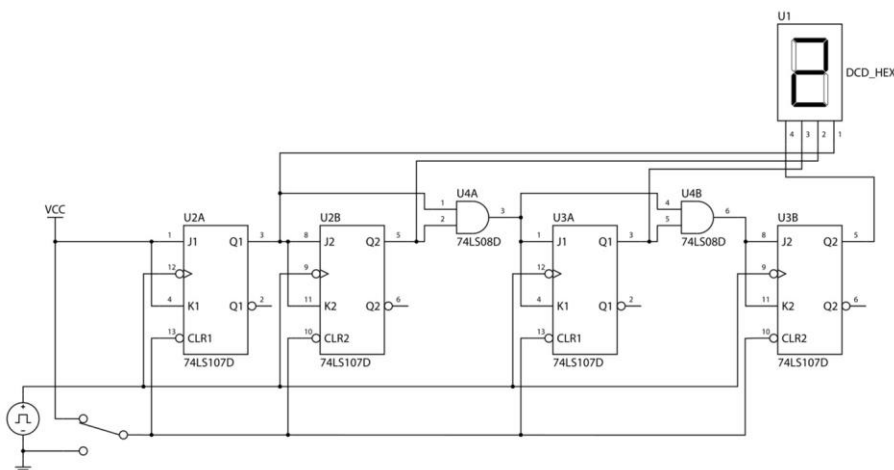 U1
DCD_HEX
4 3 2 1
U4A
1
2
3
74LS08D
U4B
4
5
6
74LS08D
VCC
U2A
1 J1 Q1 3
12
4 K1 Q1 2
13 CLR1
74LS107D
U2B
8 J2 Q2 5
9
11 K2 Q2 6
10 CLR2
74LS107D
U3A
1 J1 Q1 3
12
4 K1 Q1 2
13 CLR1
74LS107D
U3B
8 J2 Q2 5
9
11 K2 Q2 6
10 CLR2
74LS107D
+
-
2